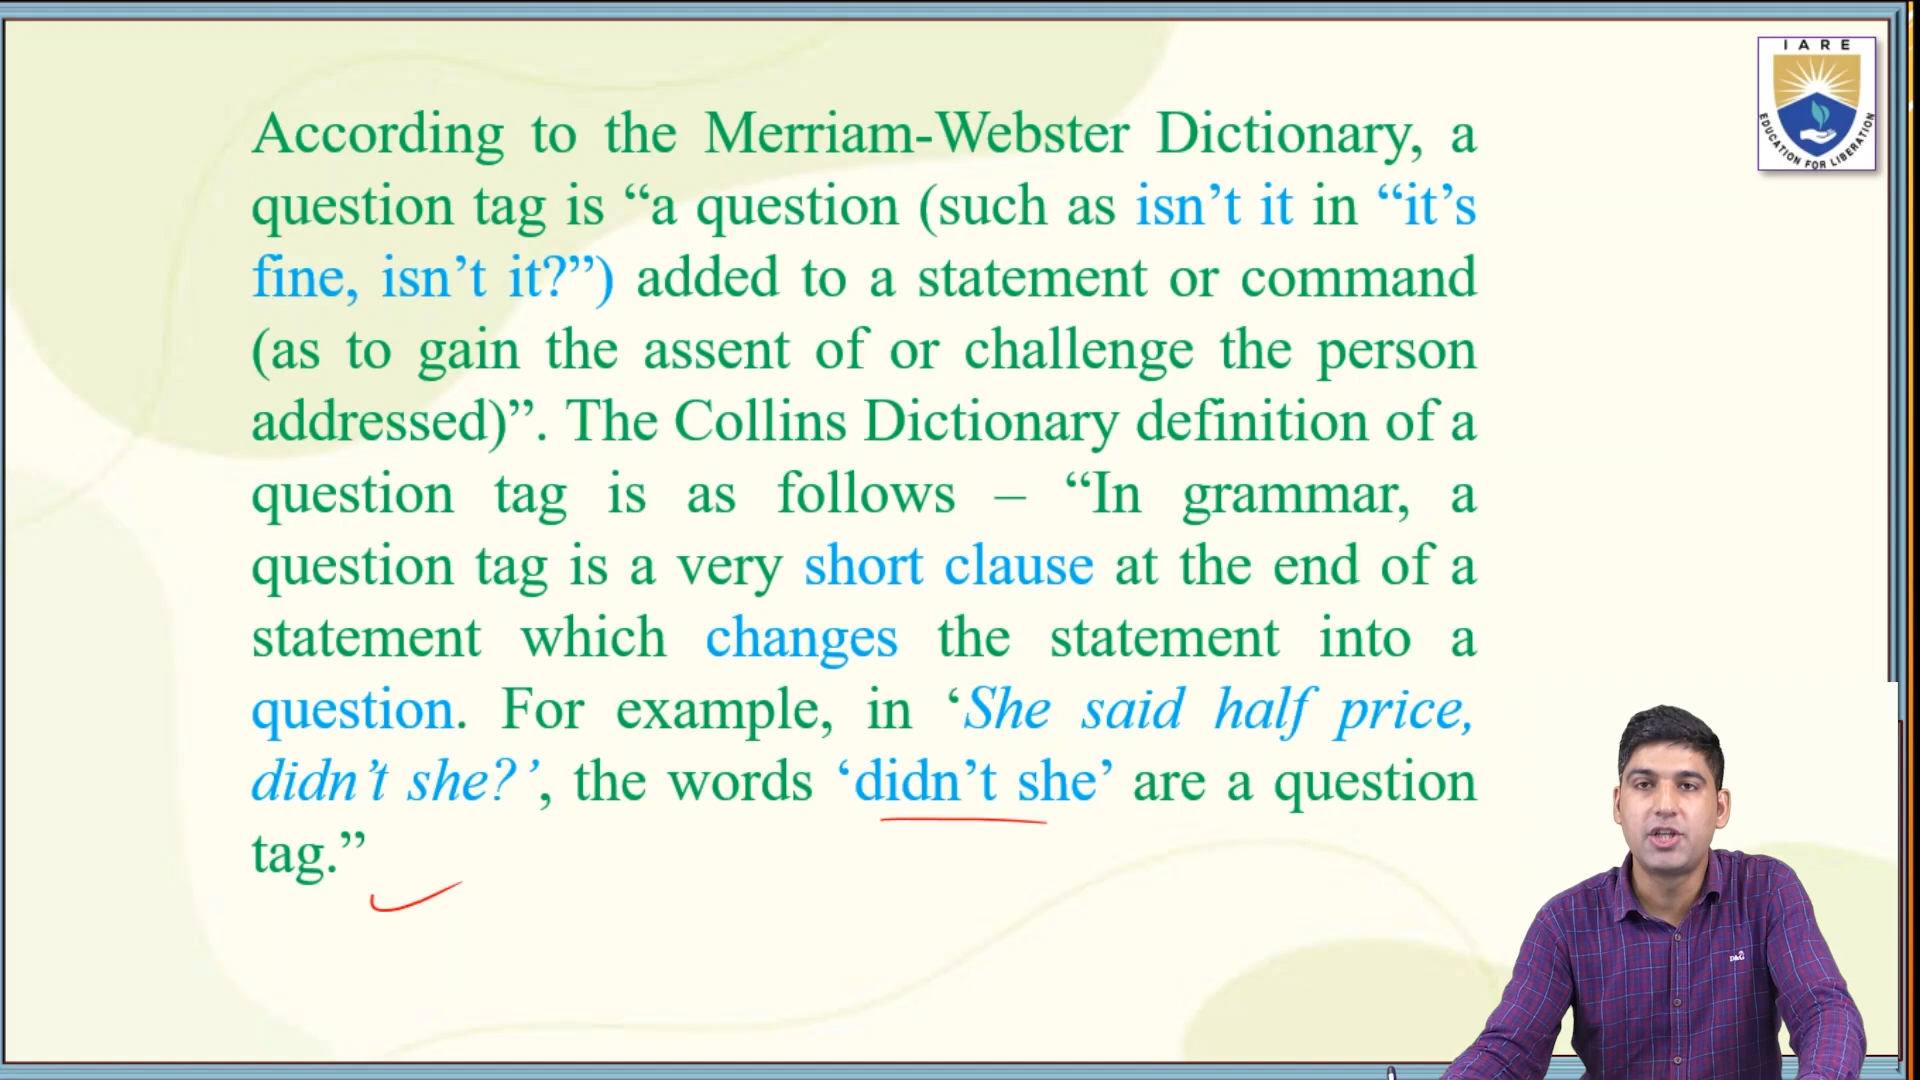 According to the Merriam-Webster Dictionary, a
question tag is “a question (such as isn’t it in “it’s
fine, isn’t it?”) added to a statement or command
(as to gain the assent of or challenge the person
addressed)”. The Collins Dictionary definition of a
question tag is as follows – “In grammar, a
question tag is a very short clause at the end of a
statement which changes the statement into a
question. For example, in ‘She said half price,
didn’t she?’, the words ‘didn’t she’ are a question
tag.”
IARE
EDUCATION FOR LIBERATION
D&G